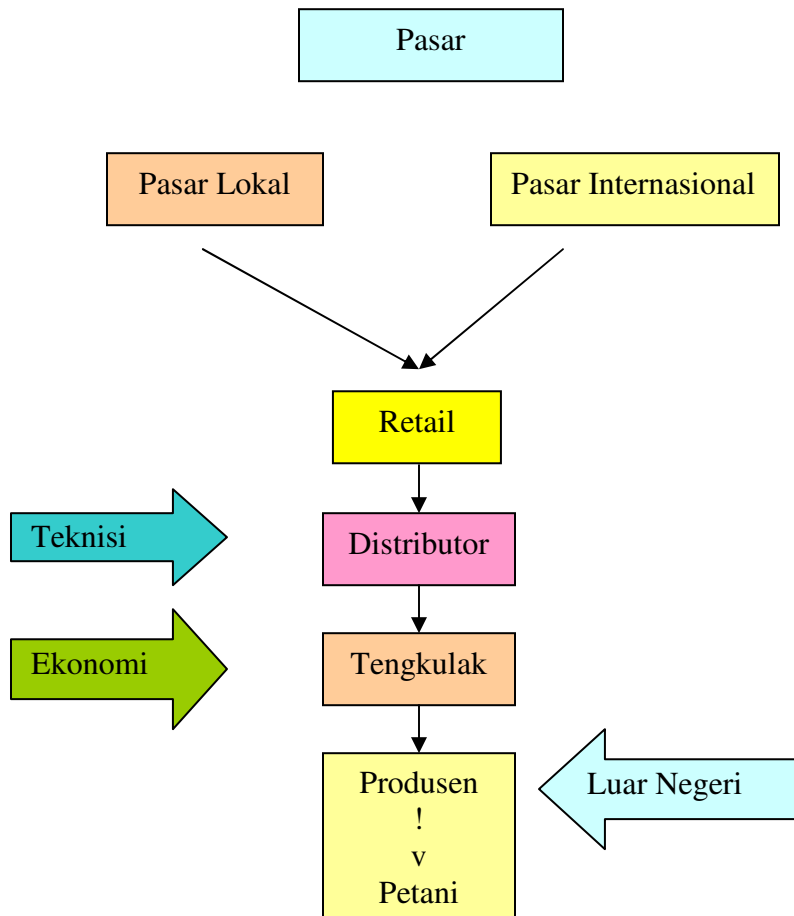 Pasar
Pasar Lokal
Pasar Internasional
Retail
Teknisi
Distributor
Ekonomi
Tengkulak
Produsen
!
v
Petani
Luar Negeri